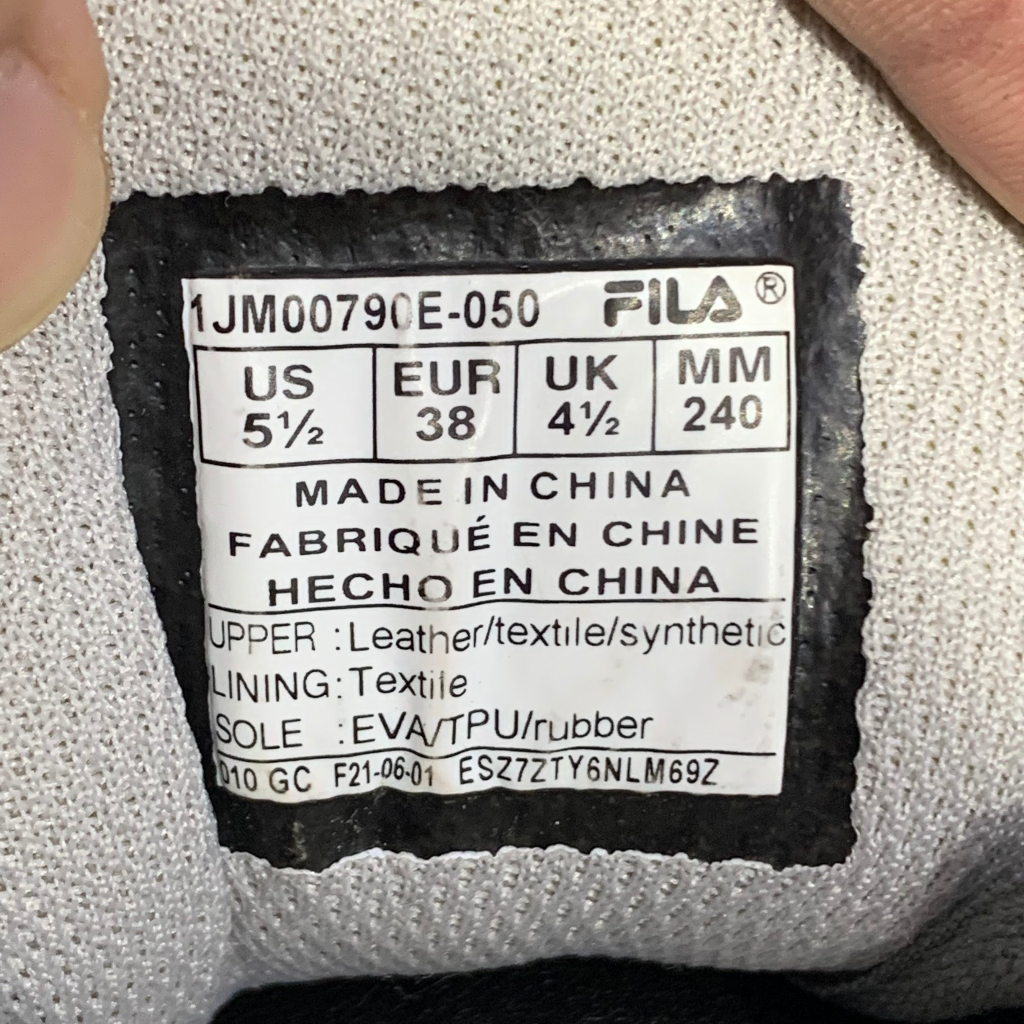 1JM00790E-050 FILA®
US EUR UK MM
5½ 38 4½ 240
MADE IN CHINA
FABRIQUÉ EN CHINE
HECHO EN CHINA
UPPER :Leather/textile/synthetic
LINING:Textile
SOLE :EVA/TPU/rubber
010 GC F21-06-01 ESZ7ZTY6NLM69Z